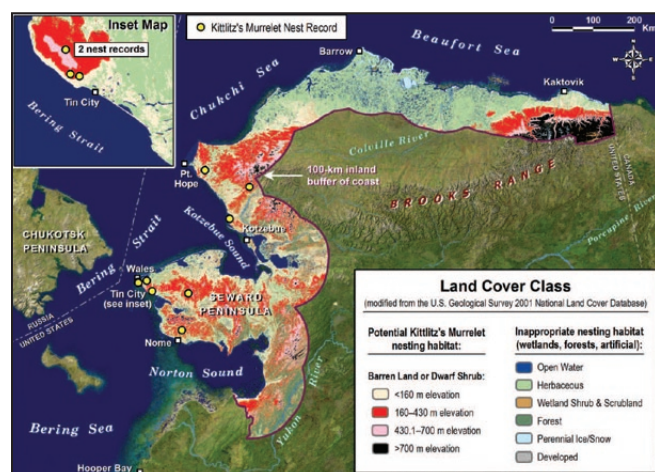 Inset Map
2 nest records
Tin City
Bering Strait
Kittlitz's Murrelet Nest Record
0
100
200
Km
Beaufort Sea
Barrow
Kaktovik
Chukchi Sea
Colville River
CANADA
UNITED STATES
Pt.
Hope
100-km inland
buffer of coast
BROOKS RANGE
Porcupine River
Kotzebue Sound
Kotzebue
CHUKOTSKI
PENINSULA
Bering Strait
Wales
Tin City
(see inset)
SEWARD
PENINSULA
RUSSIA
UNITED STATES
Nome
Norton Sound
Yukon River
Bering Sea
Hooper Bay
Land Cover Class
(modified from the U.S. Geological Survey 2001 National Land Cover Database)
Potential Kittlitz's Murrelet
nesting habitat:
Barren Land or Dwarf Shrub:
<160 m elevation
160–430 m elevation
430.1–700 m elevation
>700 m elevation
Inappropriate nesting habitat
(wetlands, forests, artificial):
Open Water
Herbaceous
Wetland Shrub & Scrubland
Forest
Perennial Ice/Snow
Developed